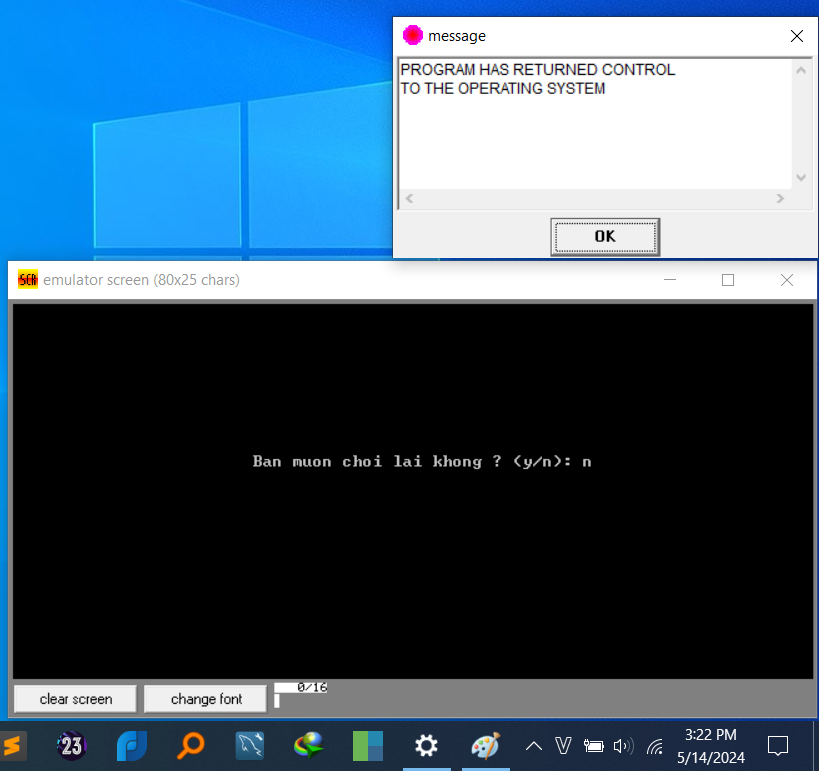 message
PROGRAM HAS RETURNED CONTROL
TO THE OPERATING SYSTEM
OK
SCR emulator screen (80x25 chars)
Ban muon choi lai khong ? (y/n): n
clear screen
change font
0/16
23
V
3:22 PM
5/14/2024